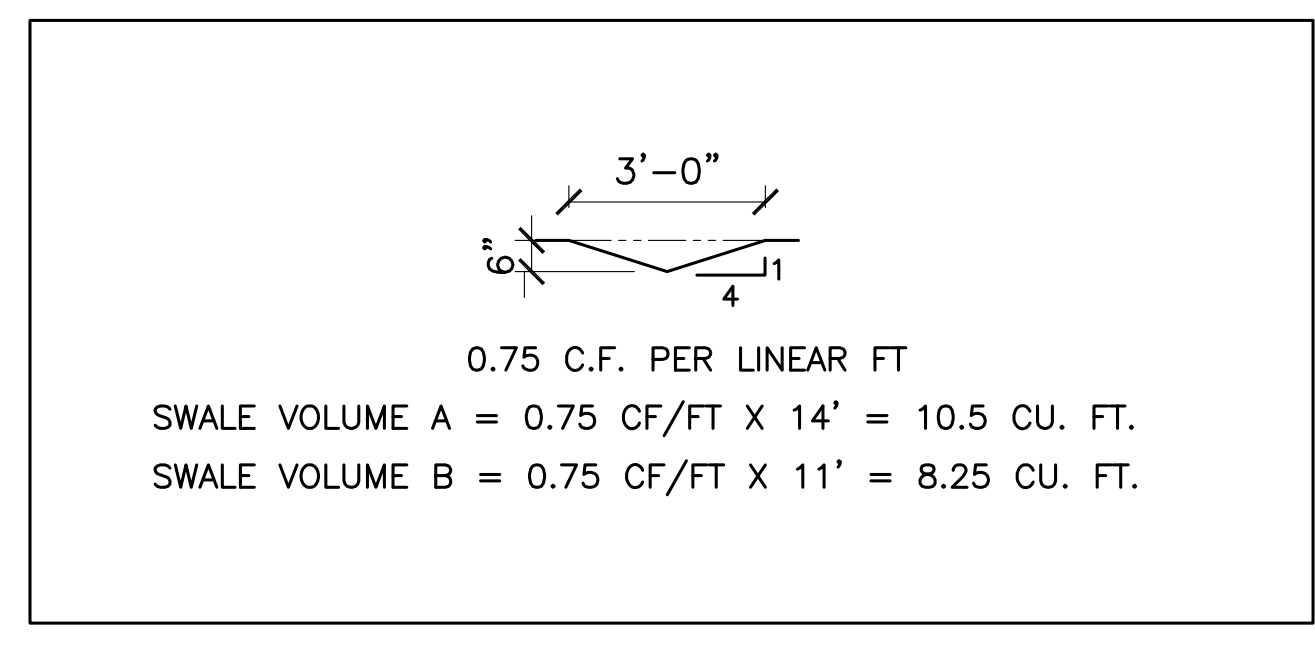 3'-0"
6"
1
4
0.75 C.F. PER LINEAR FT
SWALE VOLUME A = 0.75 CF/FT X 14' = 10.5 CU. FT.
SWALE VOLUME B = 0.75 CF/FT X 11' = 8.25 CU. FT.